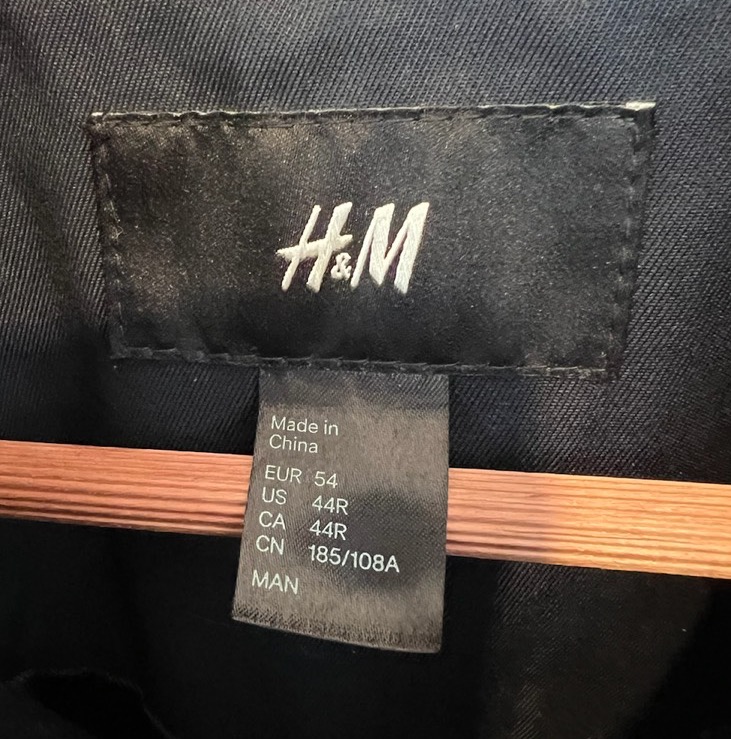 H&M
Made in
China
EUR 54
US 44R
CA 44R
CN 185/108A
MAN